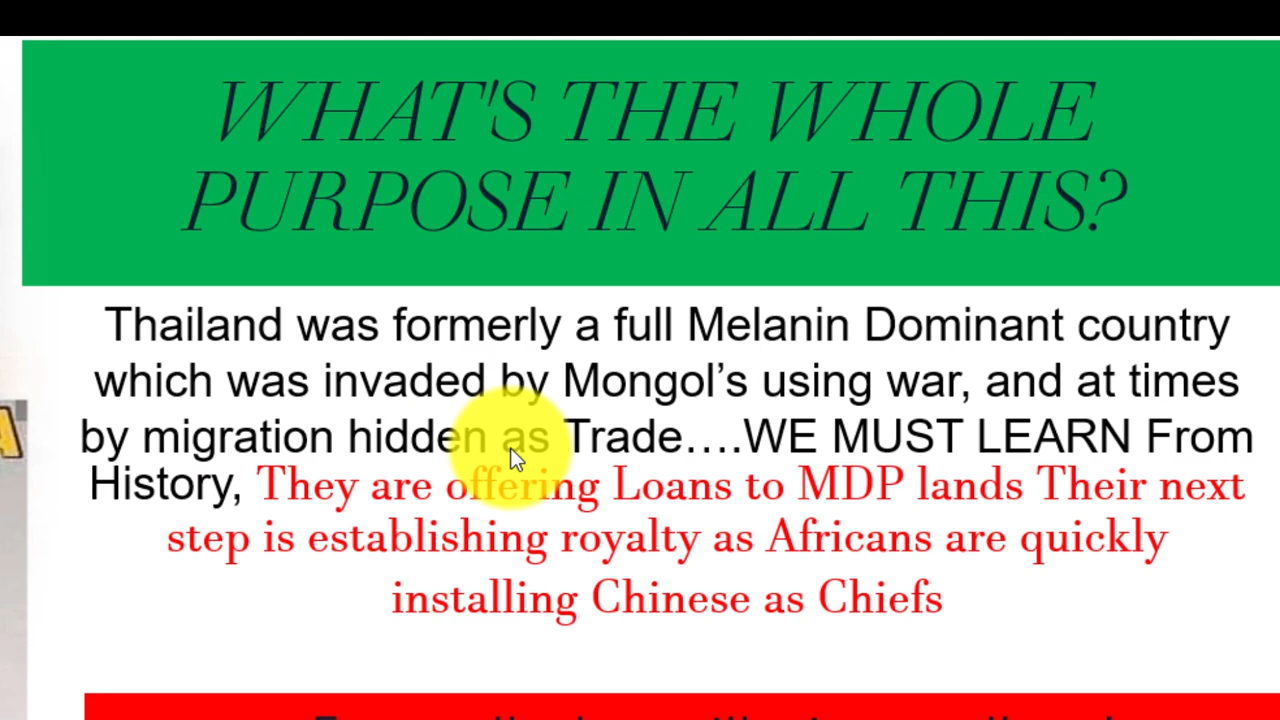 WHAT'S THE WHOLE
PURPOSE IN ALL THIS?
Thailand was formerly a full Melanin Dominant country
which was invaded by Mongol’s using war, and at times
by migration hidden as Trade….WE MUST LEARN From
History, They are offering Loans to MDP lands Their next
step is establishing royalty as Africans are quickly
installing Chinese as Chiefs